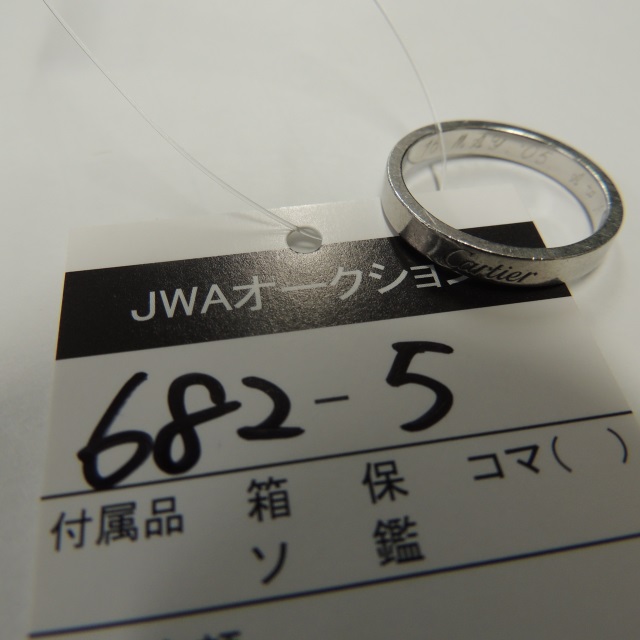 Cartier
JWAオークション
682-5
付属品 箱 保 コマ( )
ソ 鑑